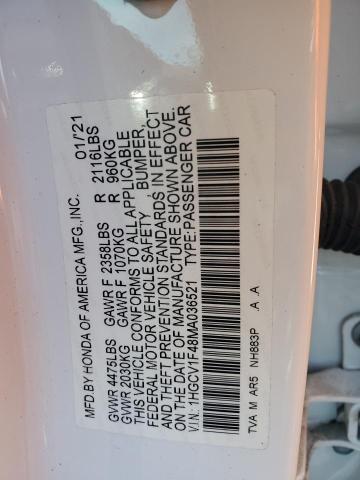 MFD.BY HONDA OF AMERICA MFG.,INC. 01/'21
GVWR 4475LBS GAWR F 2358LBS R 2116LBS
GVWR 2030KG GAWR F 1070KG R 960KG
THIS VEHICLE CONFORMS TO ALL APPLICABLE
FEDERAL MOTOR VEHICLE SAFETY , BUMPER,
AND THEFT PREVENTION STANDARDS IN EFFECT
ON THE DATE OF MANUFACTURE SHOWN ABOVE.
V.I.N.: 1HGCV1F48MA036521 TYPE:PASSENGER CAR
TVA M AR5 NH883P .A .A